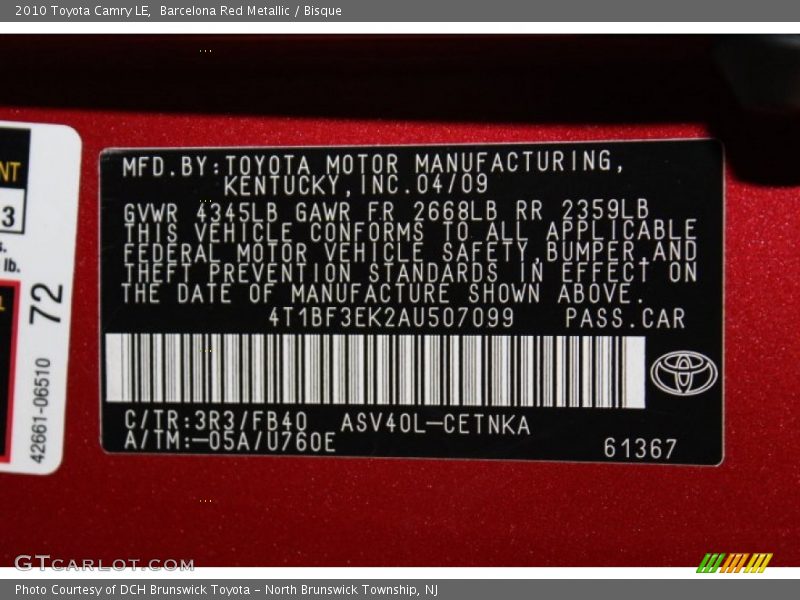 2010 Toyota Camry LE, Barcelona Red Metallic / Bisque
NT
3
s.
lb.
72
42661-06510
MFD.BY:TOYOTA MOTOR MANUFACTURING,
KENTUCKY,INC.04/09
GVWR 4345LB GAWR FR 2668LB RR 2359LB
THIS VEHICLE CONFORMS TO ALL APPLICABLE
FEDERAL MOTOR VEHICLE SAFETY,BUMPER,AND
THEFT PREVENTION STANDARDS IN EFFECT ON
THE DATE OF MANUFACTURE SHOWN ABOVE.
4T1BF3EK2AU507099 PASS.CAR
C/TR:3R3/FB40 ASV40L-CETNKA
A/TM:-05A/U760E
61367
GTCARLOT.COM
Photo Courtesy of DCH Brunswick Toyota - North Brunswick Township, NJ